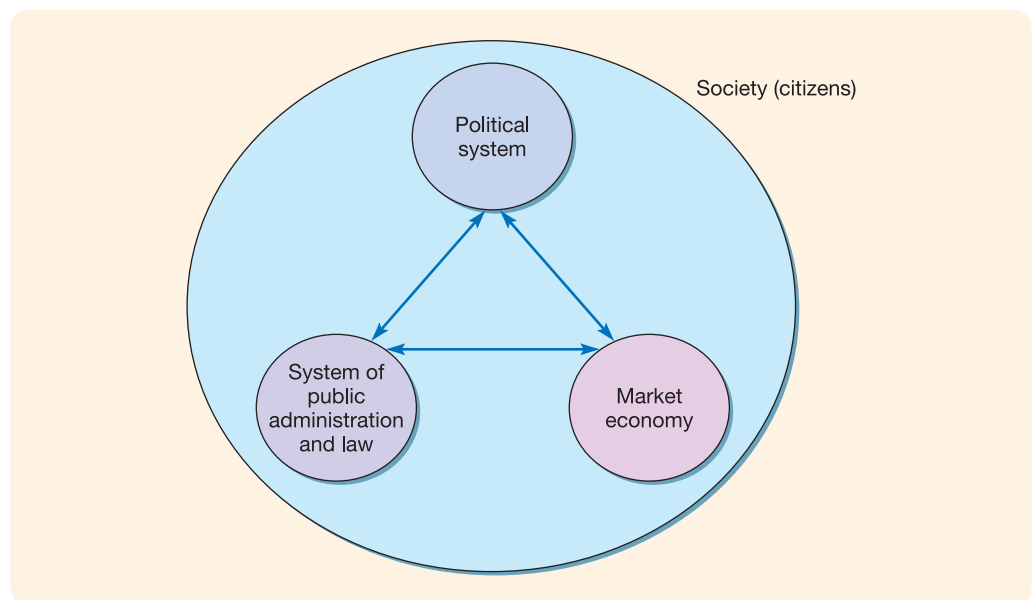 Society (citizens)
Political
system
System of
public
administration
and law
Market
economy